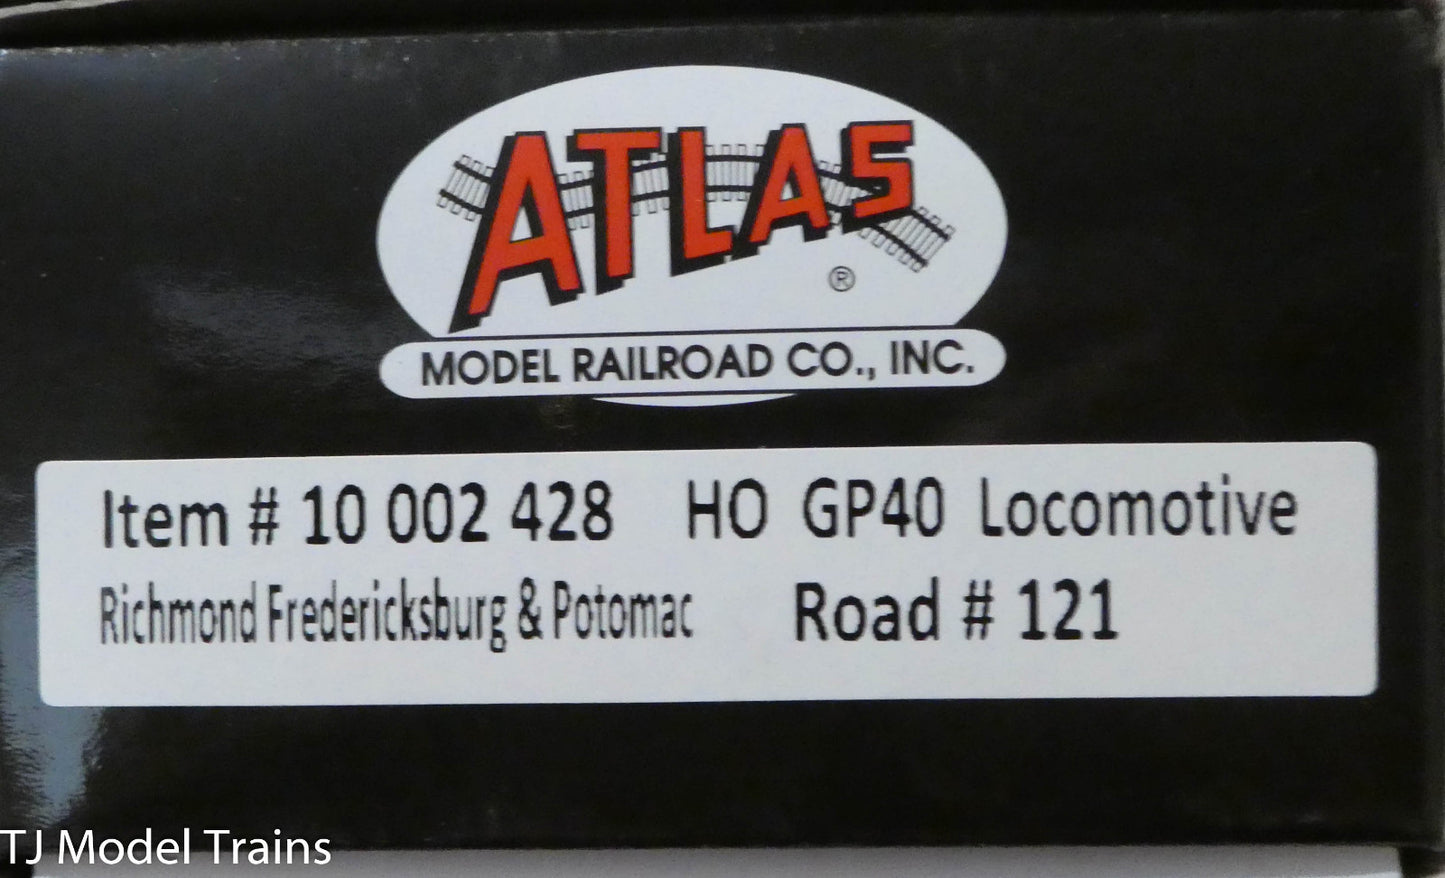 ATLAS
®
MODEL RAILROAD CO., INC.
Item # 10 002 428 HO GP40 Locomotive
Richmond Fredericksburg & Potomac Road # 121
TJ Model Trains